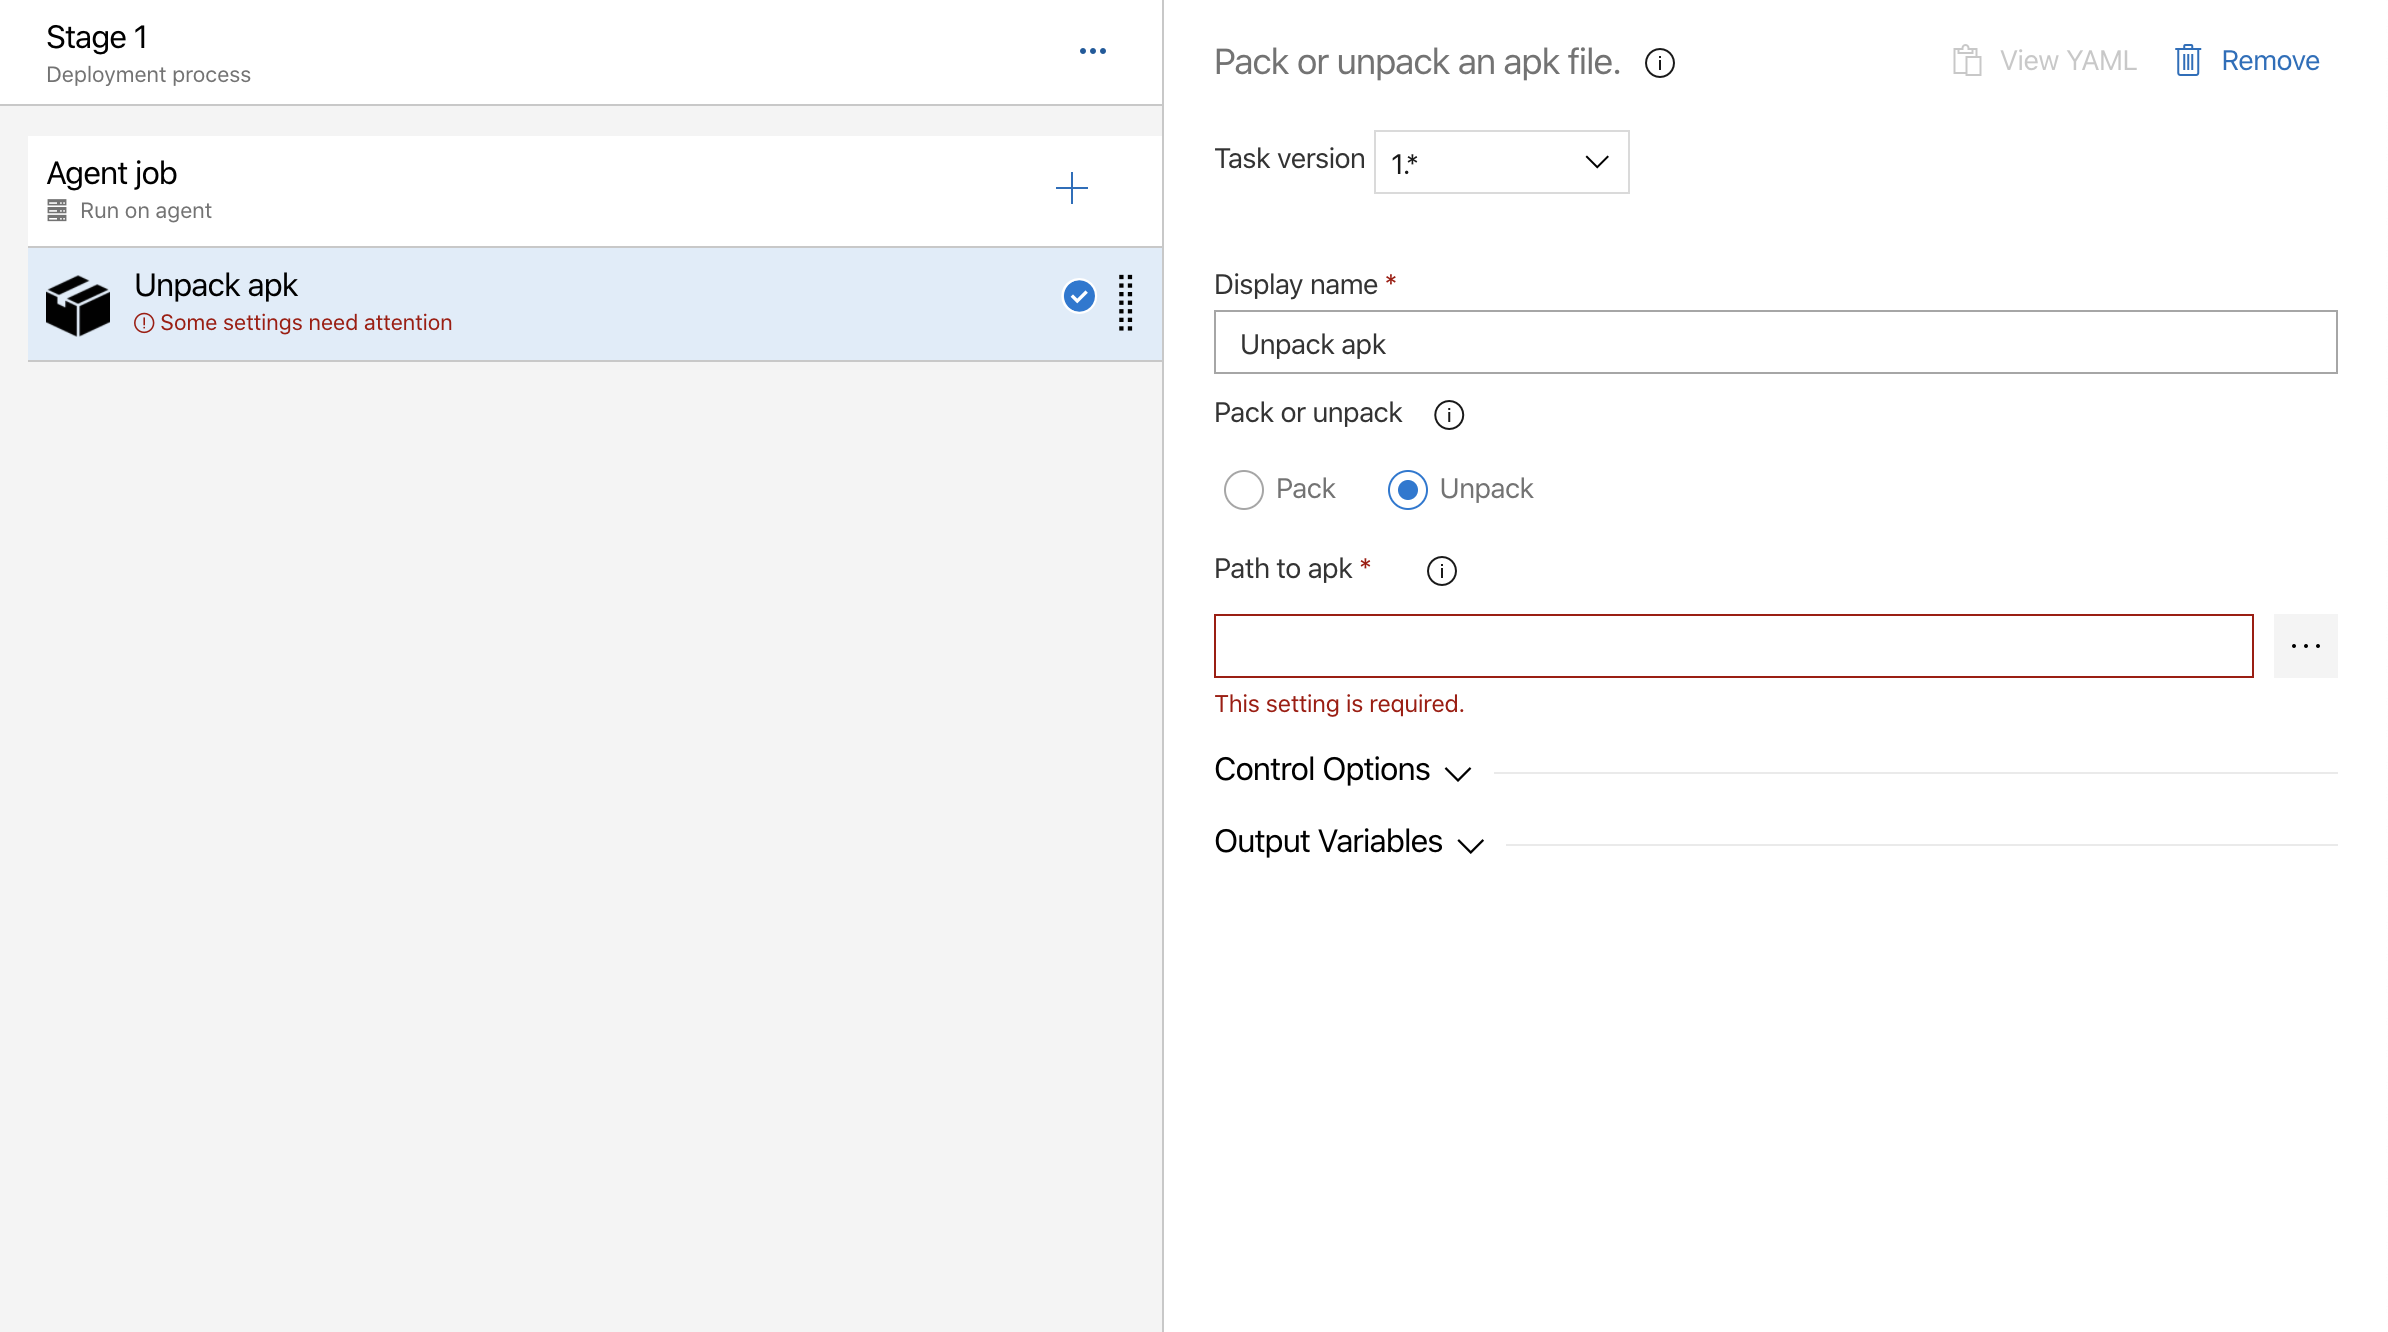 Stage 1
Deployment process
Agent job
Run on agent
Unpack apk
Some settings need attention
Pack or unpack an apk file.
View YAML
Remove
Task version
1.*
Display name *
Unpack apk
Pack or unpack
Pack
Unpack
Path to apk *
This setting is required.
Control Options
Output Variables